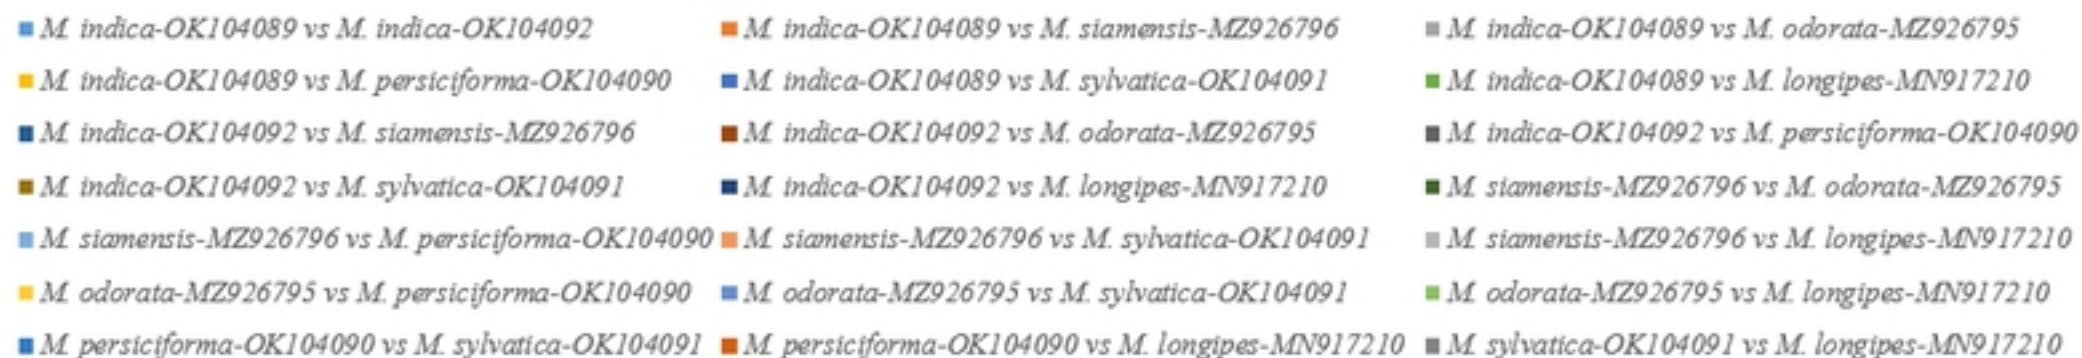 M. indica-OK104089 vs M. indica-OK104092 M. indica-OK104089 vs M. siamensis-MZ926796 M. indica-OK104089 vs M. odorata-MZ926795
M. indica-OK104089 vs M. persiciforma-OK104090 M. indica-OK104089 vs M. sylvatica-OK104091 M. indica-OK104089 vs M. longipes-MN917210
M. indica-OK104092 vs M. siamensis-MZ926796 M. indica-OK104092 vs M. odorata-MZ926795 M. indica-OK104092 vs M. persiciforma-OK104090
M. indica-OK104092 vs M. sylvatica-OK104091 M. indica-OK104092 vs M. longipes-MN917210 M. siamensis-MZ926796 vs M. odorata-MZ926795
M. siamensis-MZ926796 vs M. persiciforma-OK104090 M. siamensis-MZ926796 vs M. sylvatica-OK104091 M. siamensis-MZ926796 vs M. longipes-MN917210
M. odorata-MZ926795 vs M. persiciforma-OK104090 M. odorata-MZ926795 vs M. sylvatica-OK104091 M. odorata-MZ926795 vs M. longipes-MN917210
M. persiciforma-OK104090 vs M. sylvatica-OK104091 M. persiciforma-OK104090 vs M. longipes-MN917210 M. sylvatica-OK104091 vs M. longipes-MN917210